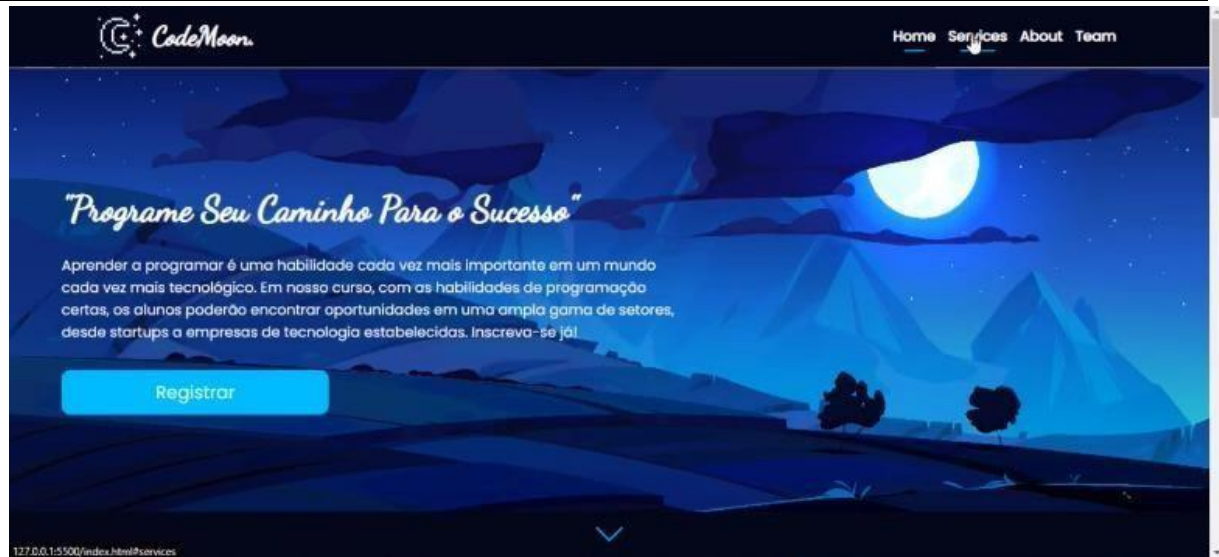 CodeMoon.
Home Services About Team
"Programe Seu Caminho Para o Sucesso"
Aprender a programar é uma habilidade cada vez mais importante em um mundo
cada vez mais tecnológico. Em nosso curso, com as habilidades de programação
certas, os alunos poderão encontrar oportunidades em uma ampla gama de setores,
desde startups a empresas de tecnologia estabelecidas. Inscreva-se já!
Registrar
127.0.0.1:5500/index.html#services